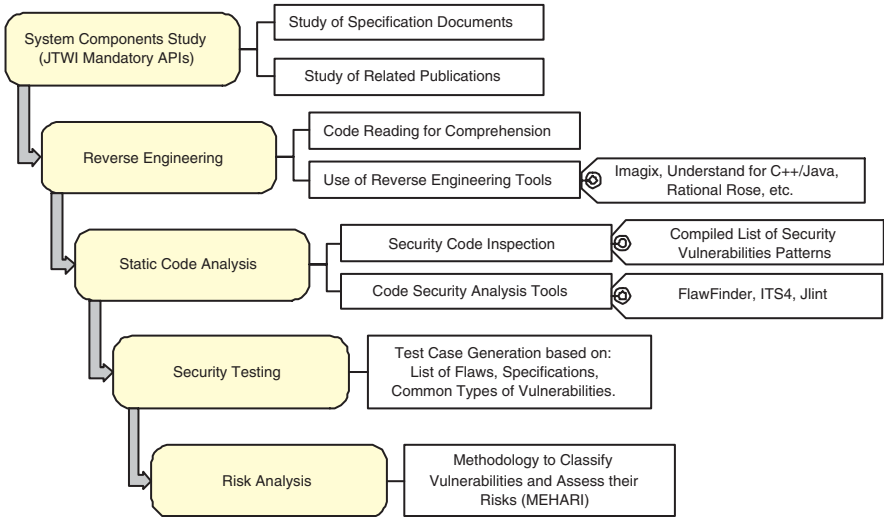 System Components Study
(JTWI Mandatory APIs)
Study of Specification Documents
Study of Related Publications
Reverse Engineering
Code Reading for Comprehension
Use of Reverse Engineering Tools
Imagix, Understand for C++/Java,
Rational Rose, etc.
Static Code Analysis
Security Code Inspection
Compiled List of Security
Vulnerabilities Patterns
Code Security Analysis Tools
FlawFinder, ITS4, Jlint
Security Testing
Test Case Generation based on:
List of Flaws, Specifications,
Common Types of Vulnerabilities.
Risk Analysis
Methodology to Classify
Vulnerabilities and Assess their
Risks (MEHARI)